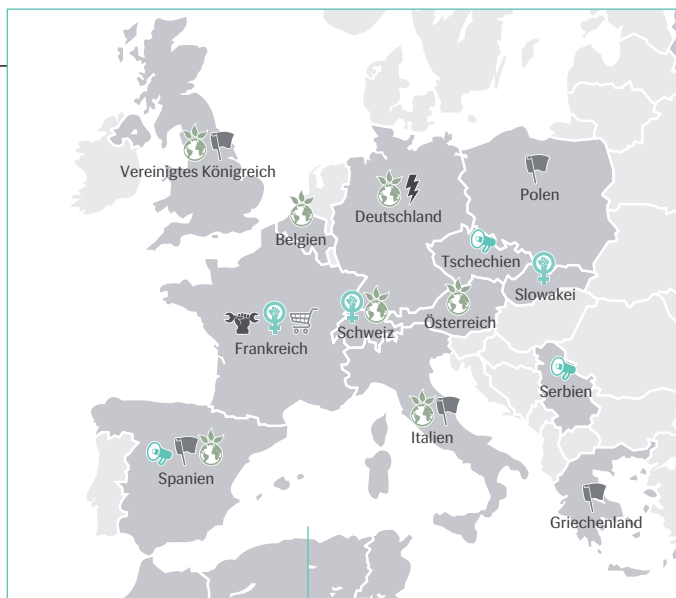 Vereinigtes Königreich
Polen
Deutschland
Belgien
Tschechien
Slowakei
Österreich
Schweiz
Frankreich
Serbien
Italien
Spanien
Griechenland